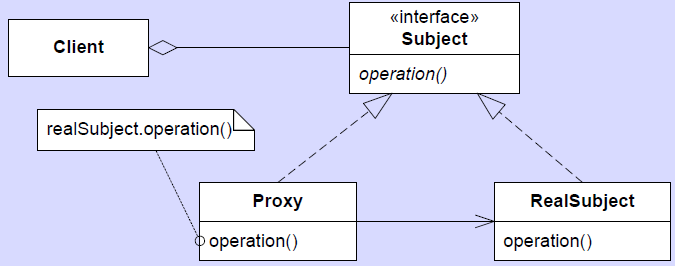 Client
«interface»
Subject
operation()
realSubject.operation()
Proxy
operation()
RealSubject
operation()